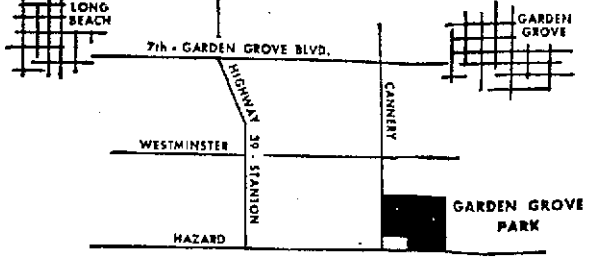 LONG
BEACH
GARDEN
GROVE
7th - GARDEN GROVE BLVD.
HIGHWAY 39 - STANTON
CANNERY
WESTMINSTER
GARDEN GROVE
PARK
HAZARD